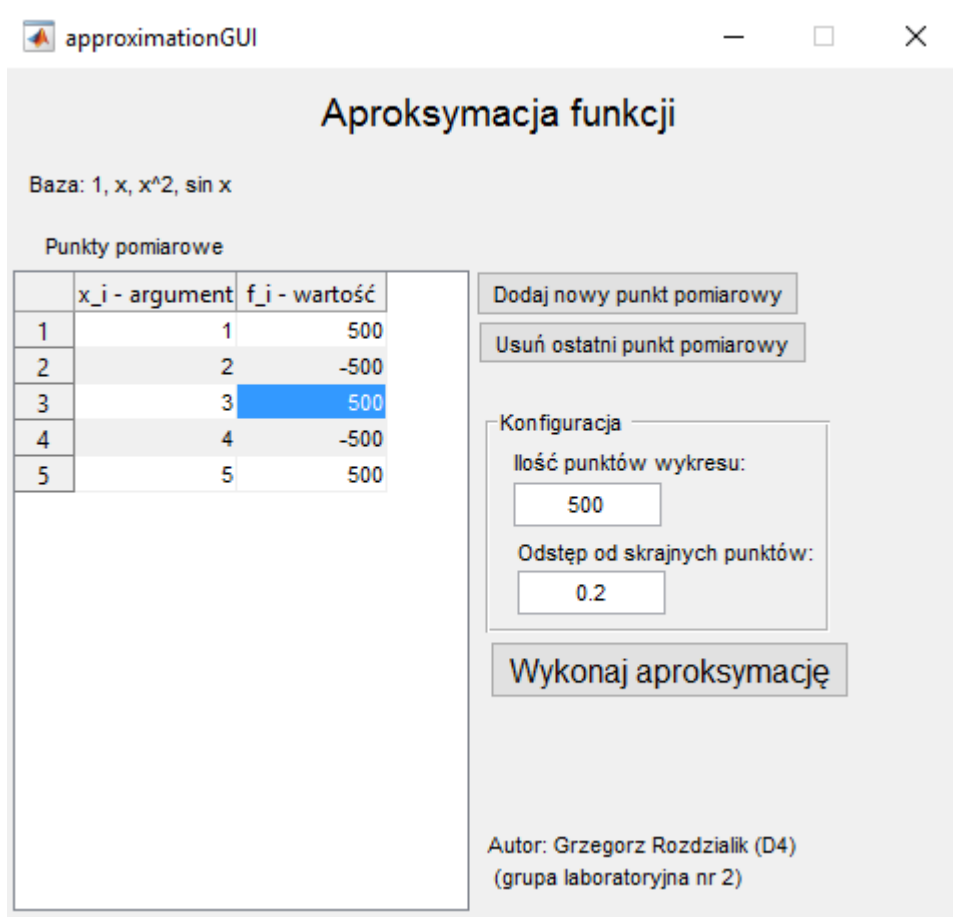 approximationGUI
Aproksymacja funkcji
Baza: 1, x, x^2, sin x
Punkty pomiarowe
x_i - argument f_i - wartość
1 1 500
2 2 -500
3 3 500
4 4 -500
5 5 500
Dodaj nowy punkt pomiarowy
Usuń ostatni punkt pomiarowy
Konfiguracja
Ilość punktów wykresu:
500
Odstęp od skrajnych punktów:
0.2
Wykonaj aproksymację
Autor: Grzegorz Rozdzialik (D4)
(grupa laboratoryjna nr 2)